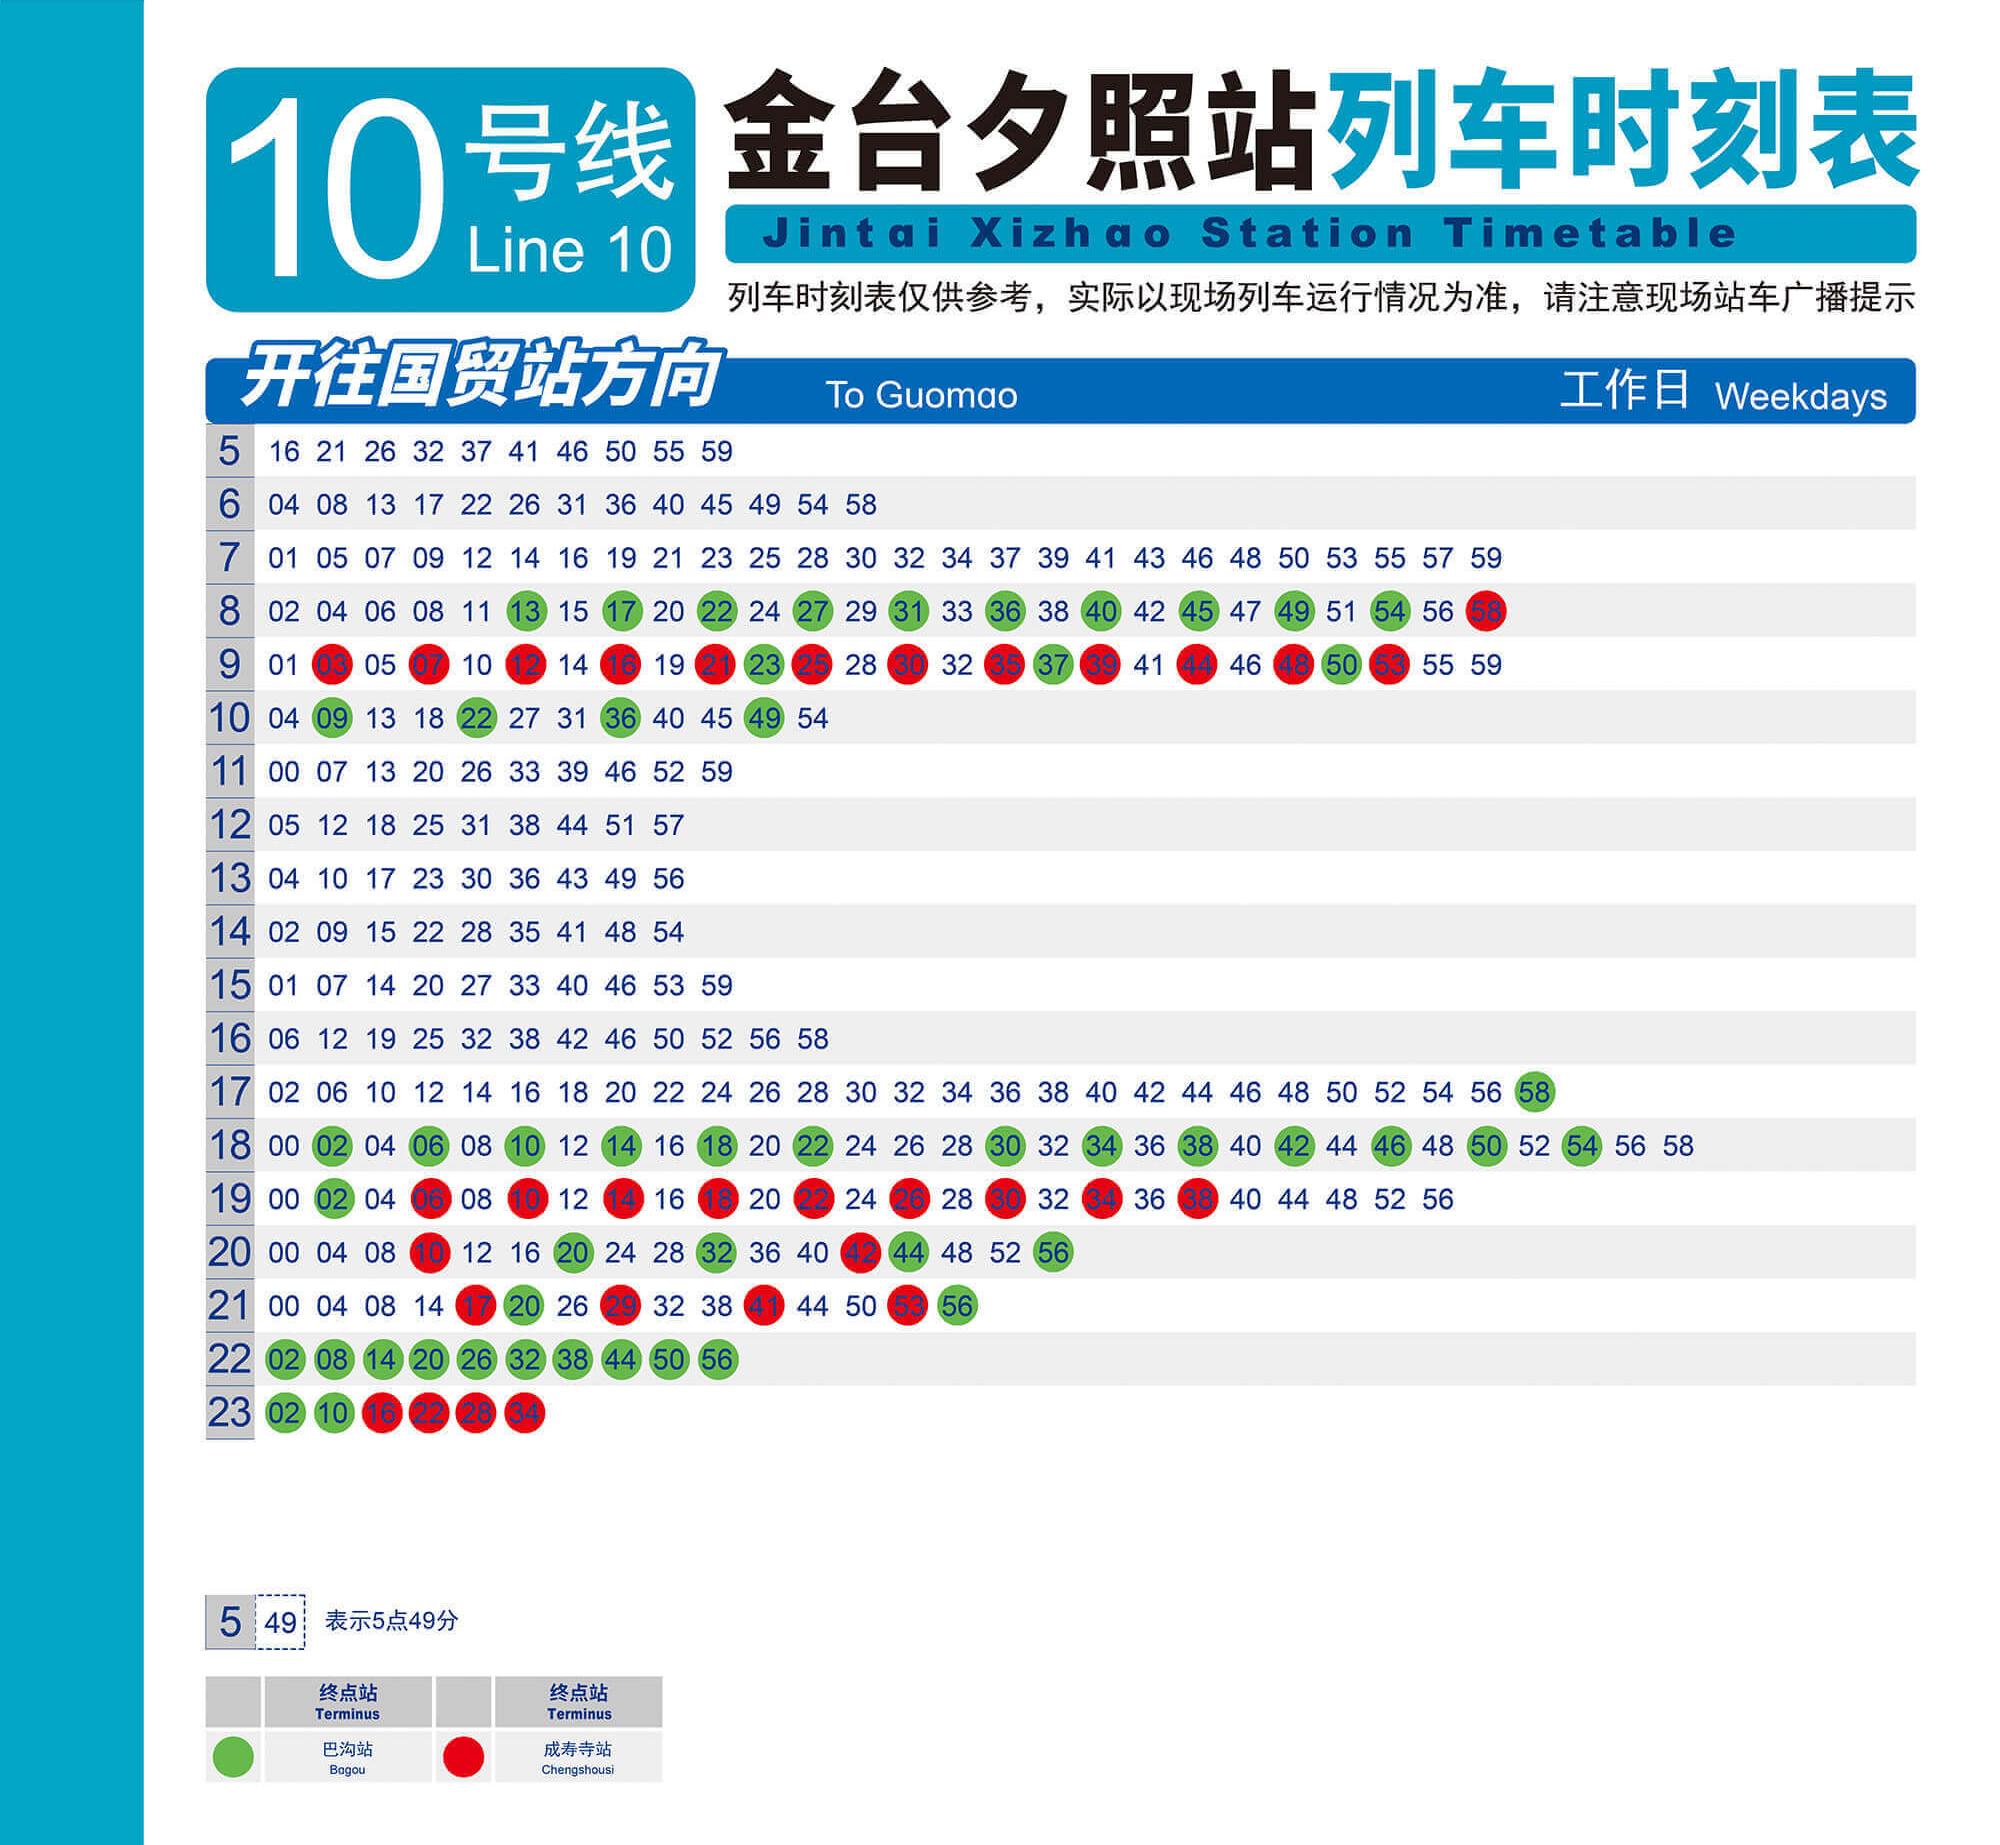 10号线
Line 10
金台夕照站列车时刻表
Jintai Xizhao Station Timetable
列车时刻表仅供参考，实际以现场列车运行情况为准，请注意现场站车广播提示
开往国贸站方向 To Guomao 工作日 Weekdays
5 16 21 26 32 37 41 46 50 55 59
6 04 08 13 17 22 26 31 36 40 45 49 54 58
7 01 05 07 09 12 14 16 19 21 23 25 28 30 32 34 37 39 41 43 46 48 50 53 55 57 59
8 02 04 06 08 11 13 15 17 20 22 24 27 29 31 33 36 38 40 42 45 47 49 51 54 56 58
9 01 03 05 07 10 12 14 16 19 21 23 25 28 30 32 35 37 39 41 44 46 48 50 53 55 59
10 04 09 13 18 22 27 31 36 40 45 49 54
11 00 07 13 20 26 33 39 46 52 59
12 05 12 18 25 31 38 44 51 57
13 04 10 17 23 30 36 43 49 56
14 02 09 15 22 28 35 41 48 54
15 01 07 14 20 27 33 40 46 53 59
16 06 12 19 25 32 38 42 46 50 52 56 58
17 02 06 10 12 14 16 18 20 22 24 26 28 30 32 34 36 38 40 42 44 46 48 50 52 54 56 58
18 00 02 04 06 08 10 12 14 16 18 20 22 24 26 28 30 32 34 36 38 40 42 44 46 48 50 52 54 56 58
19 00 02 04 06 08 10 12 14 16 18 20 22 24 26 28 30 32 34 36 38 40 44 48 52 56
20 00 04 08 10 12 16 20 24 28 32 36 40 42 44 48 52 56
21 00 04 08 14 17 20 26 29 32 38 41 44 50 53 56
22 02 08 14 20 26 32 38 44 50 56
23 02 10 16 22 28 34
5 49 表示5点49分
终点站 终点站
Terminus Terminus
巴沟站 成寿寺站
Bagou Chengshousi